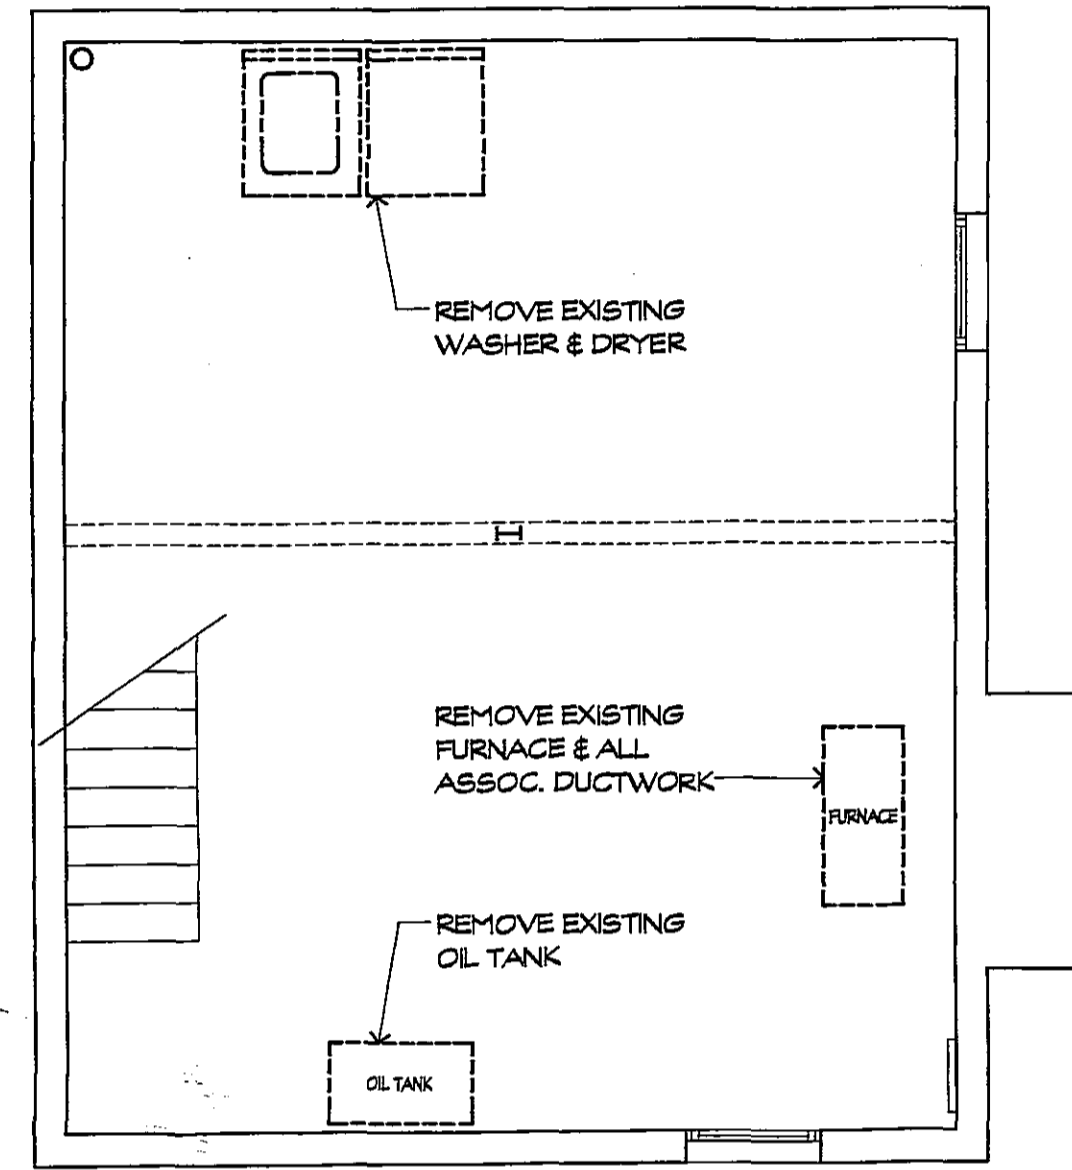 REMOVE EXISTING
WASHER & DRYER
REMOVE EXISTING
FURNACE & ALL
ASSOC. DUCTWORK
FURNACE
REMOVE EXISTING
OIL TANK
OIL TANK